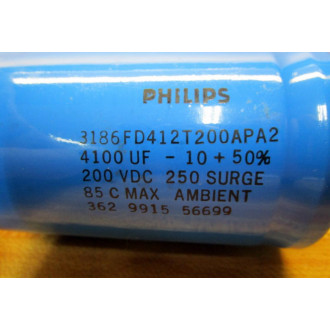 PHILIPS
3186FD412T200APA2
4100 UF - 10 + 50%
200 VDC 250 SURGE
85 C MAX AMBIENT
362 9915 56699